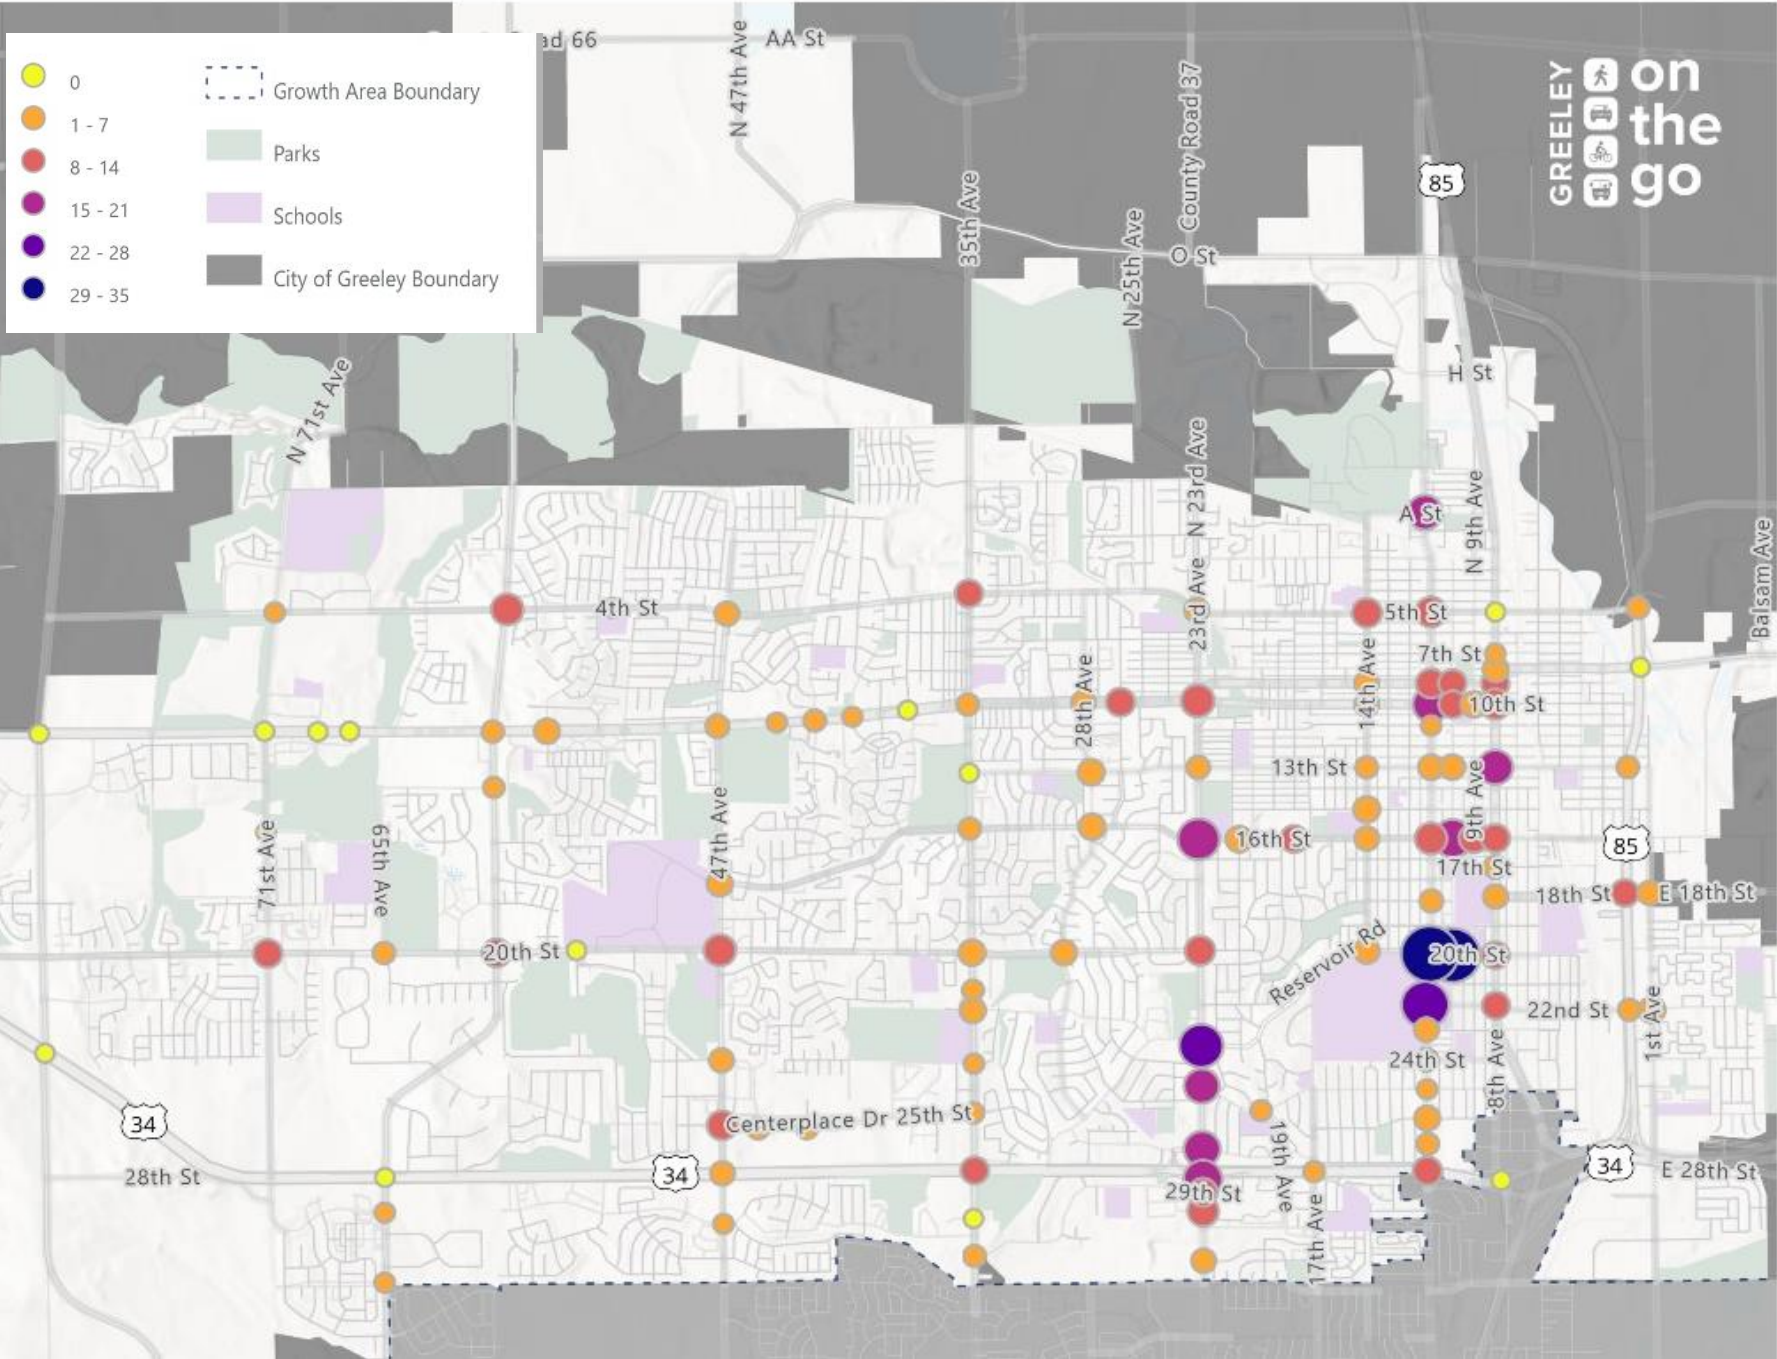 ad 66
AA St
N 47th Ave
0
1 - 7
8 - 14
15 - 21
22 - 28
29 - 35
Growth Area Boundary
Parks
Schools
City of Greeley Boundary
GREELEY
on
the
go
County Road 37
85
35th Ave
N 25th Ave
O St
H St
N 71st Ave
N 23rd Ave
N 9th Ave
A St
Balsam Ave
4th St
23rd Ave
5th St
7th St
14th Ave
28th Ave
10th St
13th St
9th Ave
47th Ave
71st Ave
65th Ave
16th St
85
17th St
18th St
E 18th St
20th St
Reservoir Rd
20th St
22nd St
1st Ave
24th St
8th Ave
34
Centerplace Dr
25th St
19th Ave
28th St
34
29th St
17th Ave
34
E 28th St